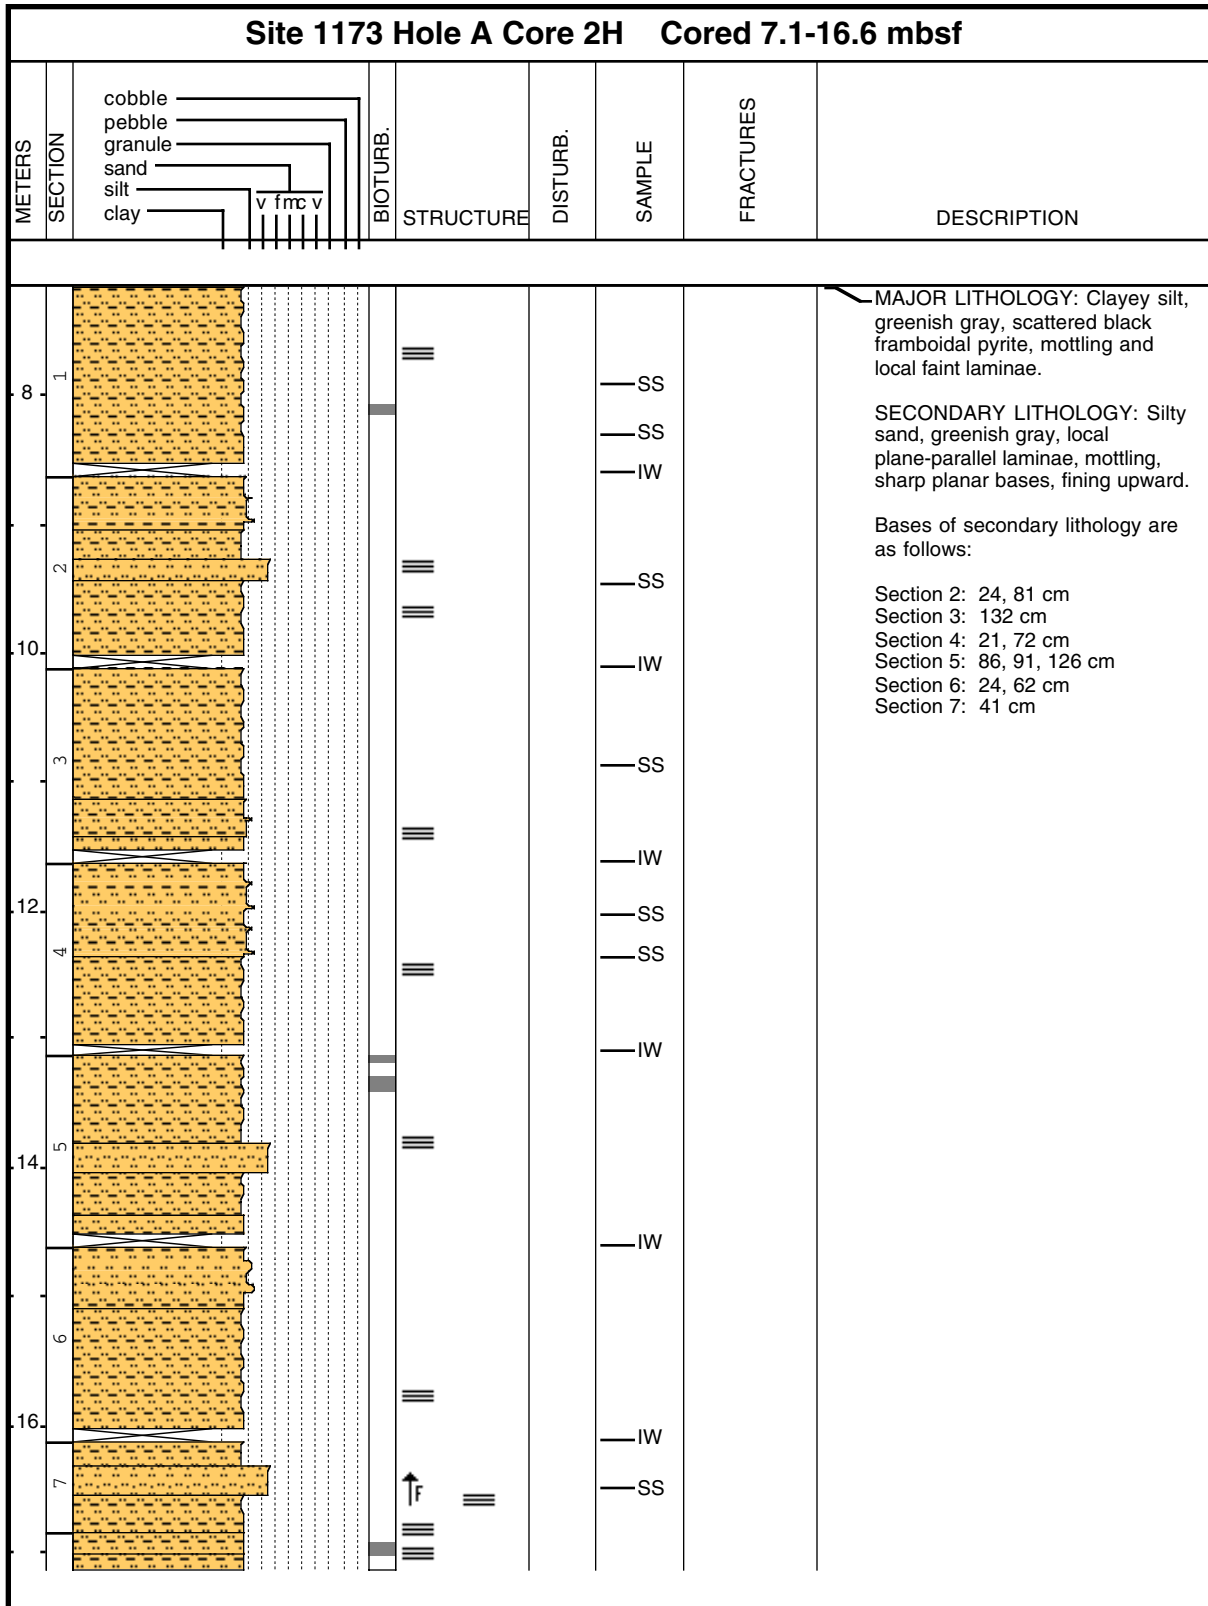 Site 1173 Hole A Core 2H Cored 7.1-16.6 mbsf
METERS
SECTION
cobble
pebble
granule
sand
silt
clay
v f m c v
BIOTURB.
STRUCTURE
DISTURB.
SAMPLE
FRACTURES
DESCRIPTION
MAJOR LITHOLOGY: Clayey silt,
greenish gray, scattered black
framboidal pyrite, mottling and
local faint laminae.
SECONDARY LITHOLOGY: Silty
sand, greenish gray, local
plane-parallel laminae, mottling,
sharp planar bases, fining upward.
Bases of secondary lithology are
as follows:
Section 2: 24, 81 cm
Section 3: 132 cm
Section 4: 21, 72 cm
Section 5: 86, 91, 126 cm
Section 6: 24, 62 cm
Section 7: 41 cm
1
SS
8
SS
IW
2
SS
10
IW
3
SS
IW
12
SS
4
SS
IW
5
14
IW
6
16
IW
7
F
SS